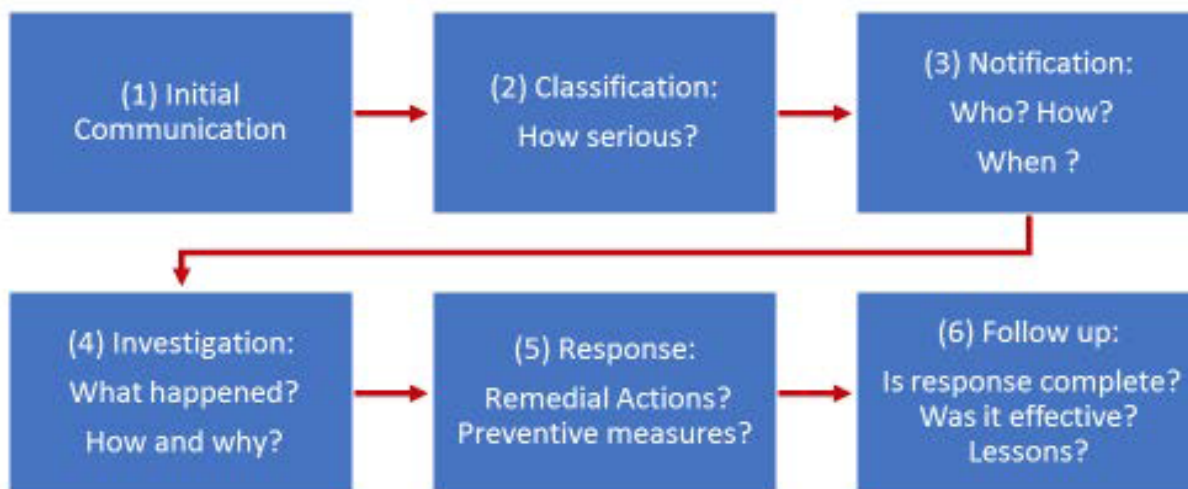 (1) Initial
Communication
(2) Classification:
How serious?
(3) Notification:
Who? How?
When ?
(4) Investigation:
What happened?
How and why?
(5) Response:
Remedial Actions?
Preventive measures?
(6) Follow up:
Is response complete?
Was it effective?
Lessons?